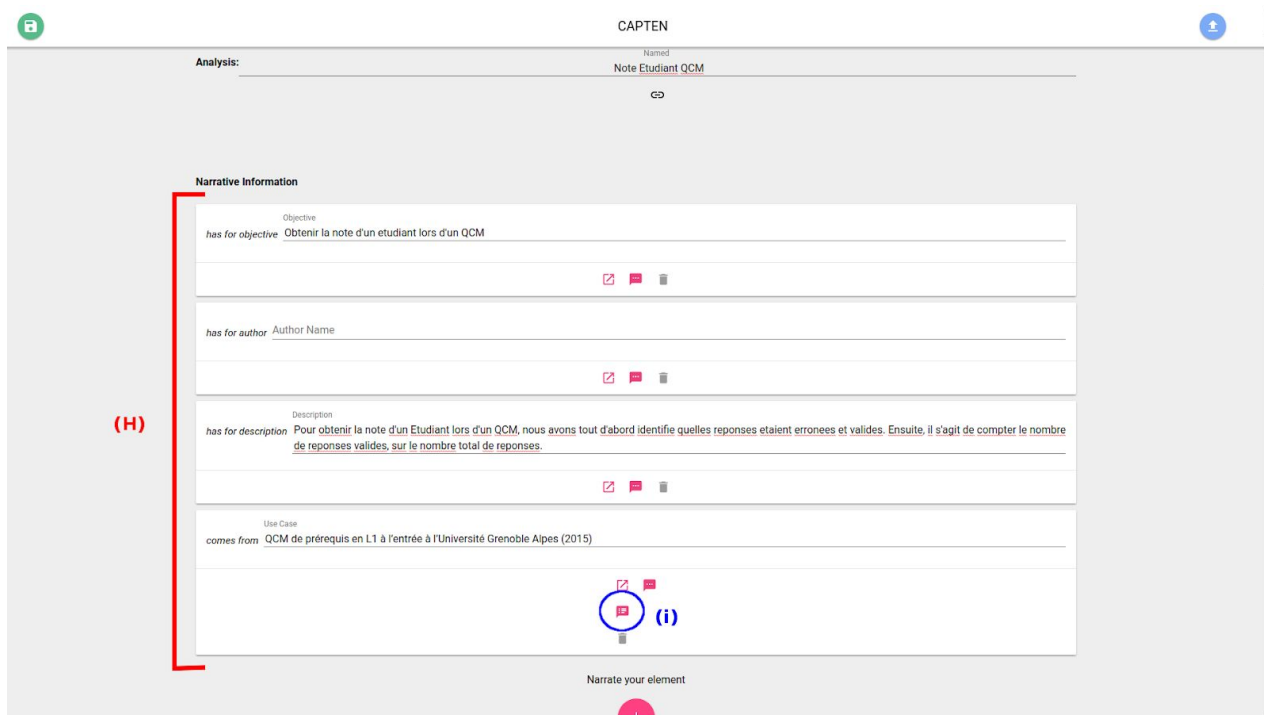 CAPTEN
Named
Analysis:
Note Etudiant QCM
Narrative Information
Objective
has for objective Obtenir la note d'un etudiant lors d'un QCM
has for author Author Name
(H)
Description
has for description Pour obtenir la note d'un Etudiant lors d'un QCM, nous avons tout d'abord identifie quelles reponses etaient erronees et valides. Ensuite, il s'agit de compter le nombre
de reponses valides, sur le nombre total de reponses.
Use Case
comes from QCM de prérequis en L1 à l'entrée à l'Université Grenoble Alpes (2015)
(i)
Narrate your element